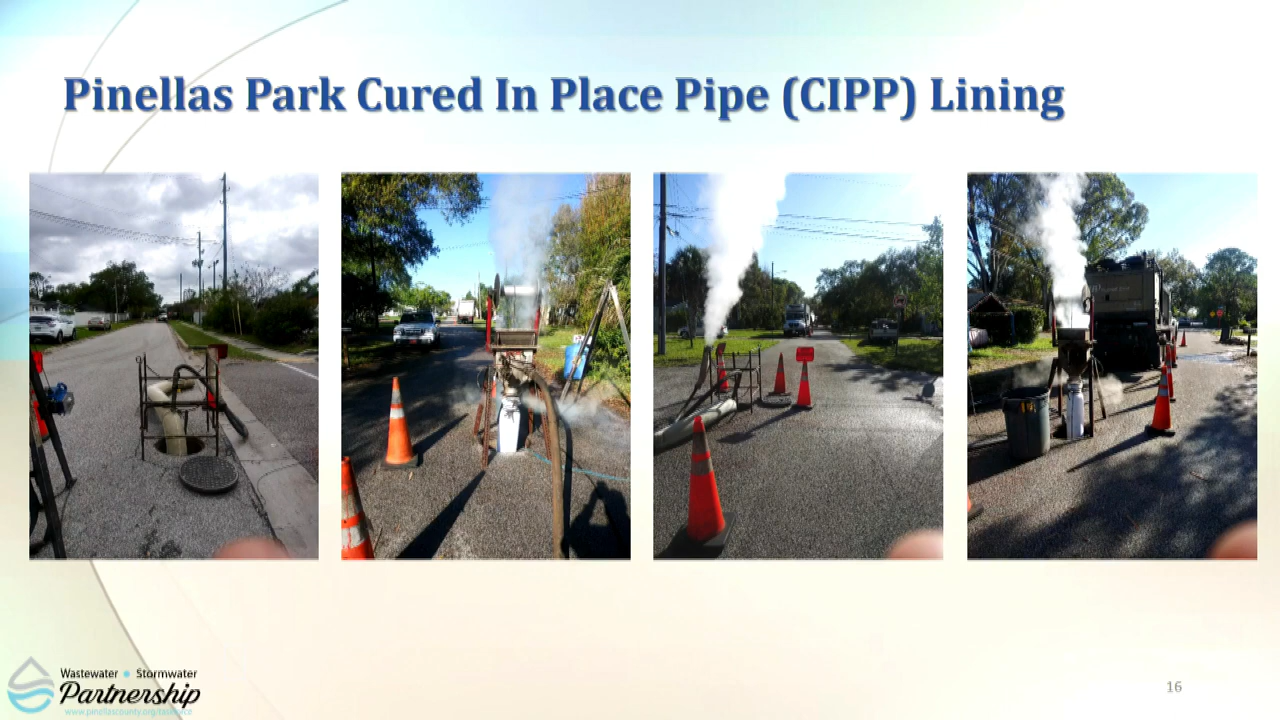 Pinellas Park Cured In Place Pipe (CIPP) Lining
Wastewater Stormwater
Partnership
16